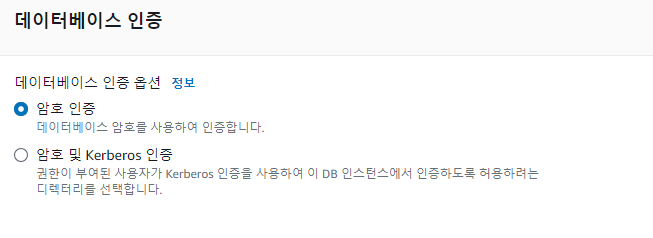 데이터베이스 인증
데이터베이스 인증 옵션 정보
암호 인증
데이터베이스 암호를 사용하여 인증합니다.
암호 및 Kerberos 인증
권한이 부여된 사용자가 Kerberos 인증을 사용하여 이 DB 인스턴스에서 인증하도록 허용하려는
디렉터리를 선택합니다.